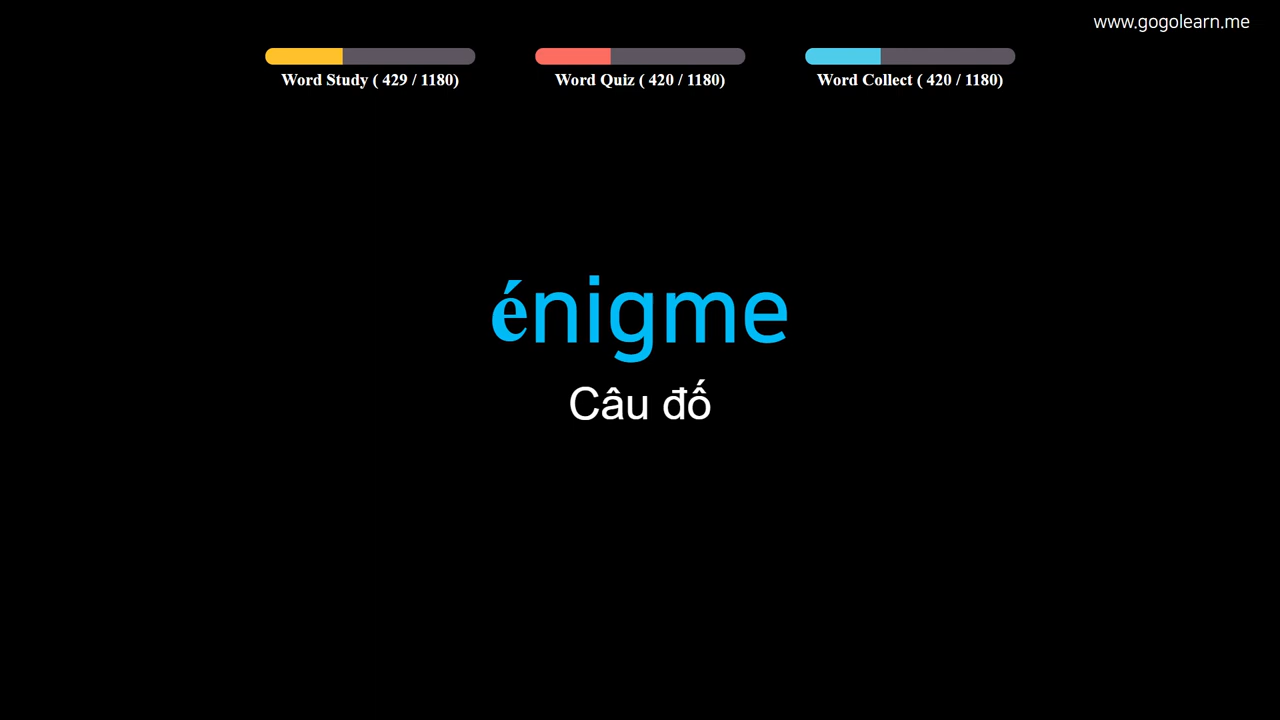 www.gogolearn.me
Word Study ( 429 / 1180)
Word Quiz ( 420 / 1180)
Word Collect ( 420 / 1180)
énigme
Câu đố